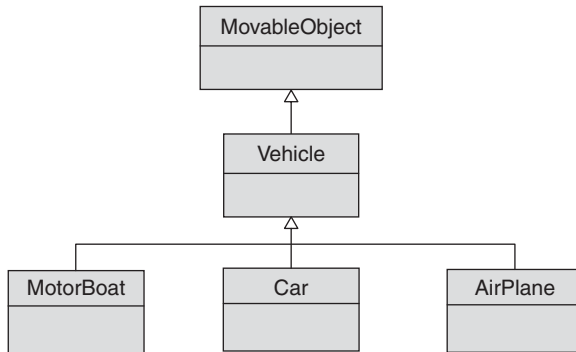 MovableObject
Vehicle
MotorBoat
Car
AirPlane